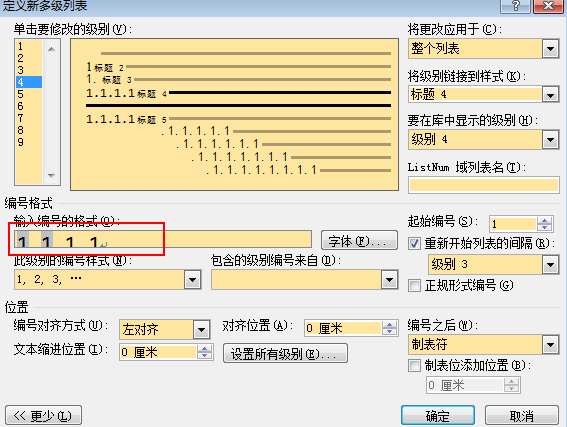 定义新多级列表
单击要修改的级别(V):
将更改应用于(C):
1
2
3
4
5
6
7
8
9
整个列表
1 标题 2
1. 标题 3
1.1.1.1 标题 4
1.1.1.1 标题 5
.1.1.1.1.1
.1.1.1.1.1.1
.1.1.1.1.1.1.1
.1.1.1.1.1.1.1.1
将级别链接到样式(K):
标题 4
要在库中显示的级别(H):
级别 4
ListNum 域列表名(T):
编号格式
输入编号的格式(O):
1 1 1 1
字体(F)...
起始编号(S): 1
重新开始列表的间隔(R):
级别 3
此级别的编号样式(N):
包含的级别编号来自(D):
1, 2, 3, …
正规形式编号(G)
位置
编号对齐方式(U): 左对齐 对齐位置(A): 0 厘米
编号之后(W):
制表符
文本缩进位置(I): 0 厘米 设置所有级别(E)...
制表位添加位置(B):
0 厘米
<< 更少(L)
确定
取消